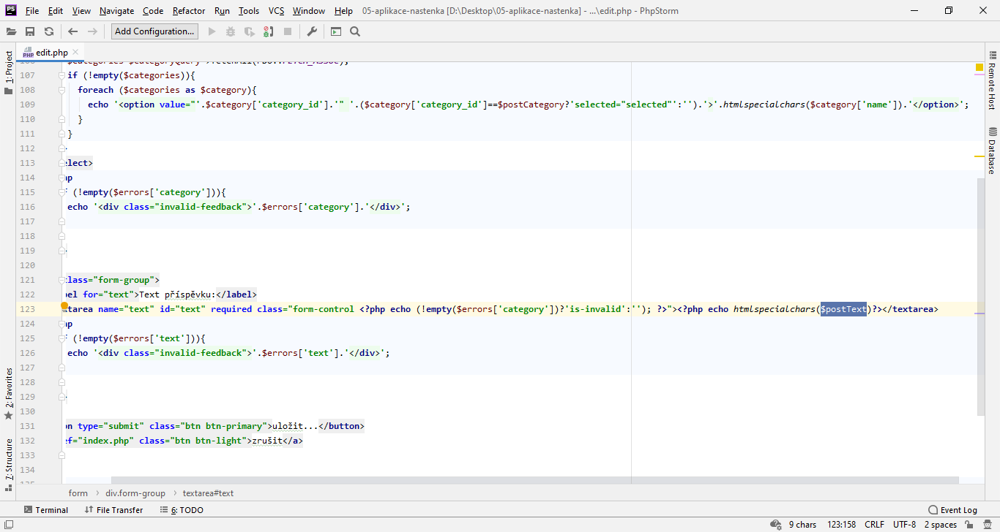 File Edit View Navigate Code Refactor Run Tools VCS Window Help 05-aplikace-nastenka [D:\Desktop\05-aplikace-nastenka] - ...\edit.php - PhpStorm
Add Configuration...
edit.php
1: Project
2: Favorites
7: Structure
Remote Host
Database
107 if (!empty($categories)){
108 foreach ($categories as $category){
109 echo '<option value="'.$category['category_id'].'" '.($category['category_id']==$postCategory?'selected="selected"':'').'>'.htmlspecialchars($category['name']).'</option>';
110 }
111 }
112
113 elect>
114 hp
115 (!empty($errors['category'])){
116 echo '<div class="invalid-feedback">'.$errors['category'].'</div>';
117
118
119
120
121 class="form-group">
122 bel for="text">Text příspěvku:</label>
123 tarea name="text" id="text" required class="form-control <?php echo (!empty($errors['category'])?'is-invalid':''); ?>"><?php echo htmlspecialchars($postText)?></textarea>
124 hp
125 (!empty($errors['text'])){
126 echo '<div class="invalid-feedback">'.$errors['text'].'</div>';
127
128
129
130
131 on type="submit" class="btn btn-primary">uložit...</button>
132 ef="index.php" class="btn btn-light">zrušit</a>
133
134
form › div.form-group › textarea#text
Terminal File Transfer 6: TODO Event Log
9 chars 123:158 CRLF UTF-8 2 spaces